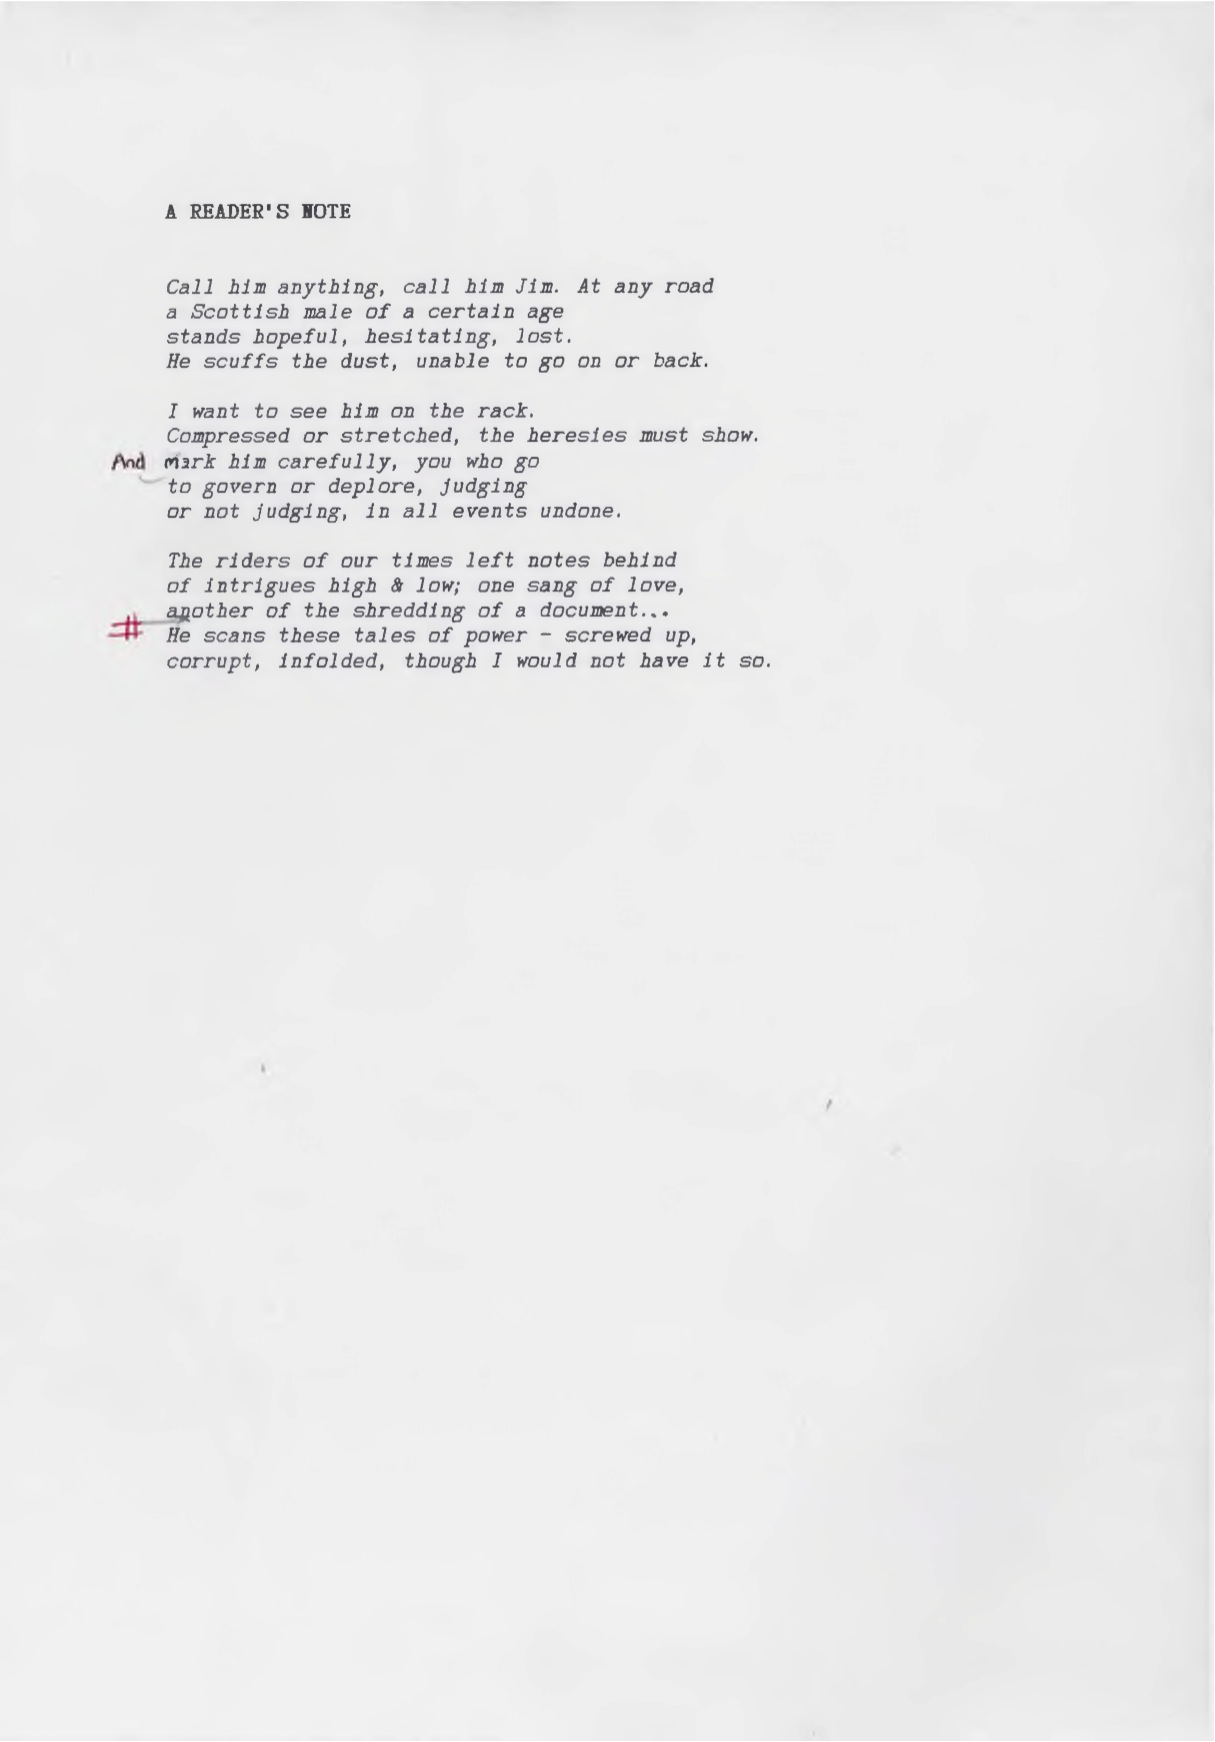 A READER'S NOTE
Call him anything, call him Jim. At any road
a Scottish male of a certain age
stands hopeful, hesitating, lost.
He scuffs the dust, unable to go on or back.
I want to see him on the rack.
Compressed or stretched, the heresies must show.
And mark him carefully, you who go
to govern or deplore, judging
or not judging, in all events undone.
The riders of our times left notes behind
of intrigues high & low; one sang of love,
another of the shredding of a document...
# He scans these tales of power - screwed up,
corrupt, infolded, though I would not have it so.